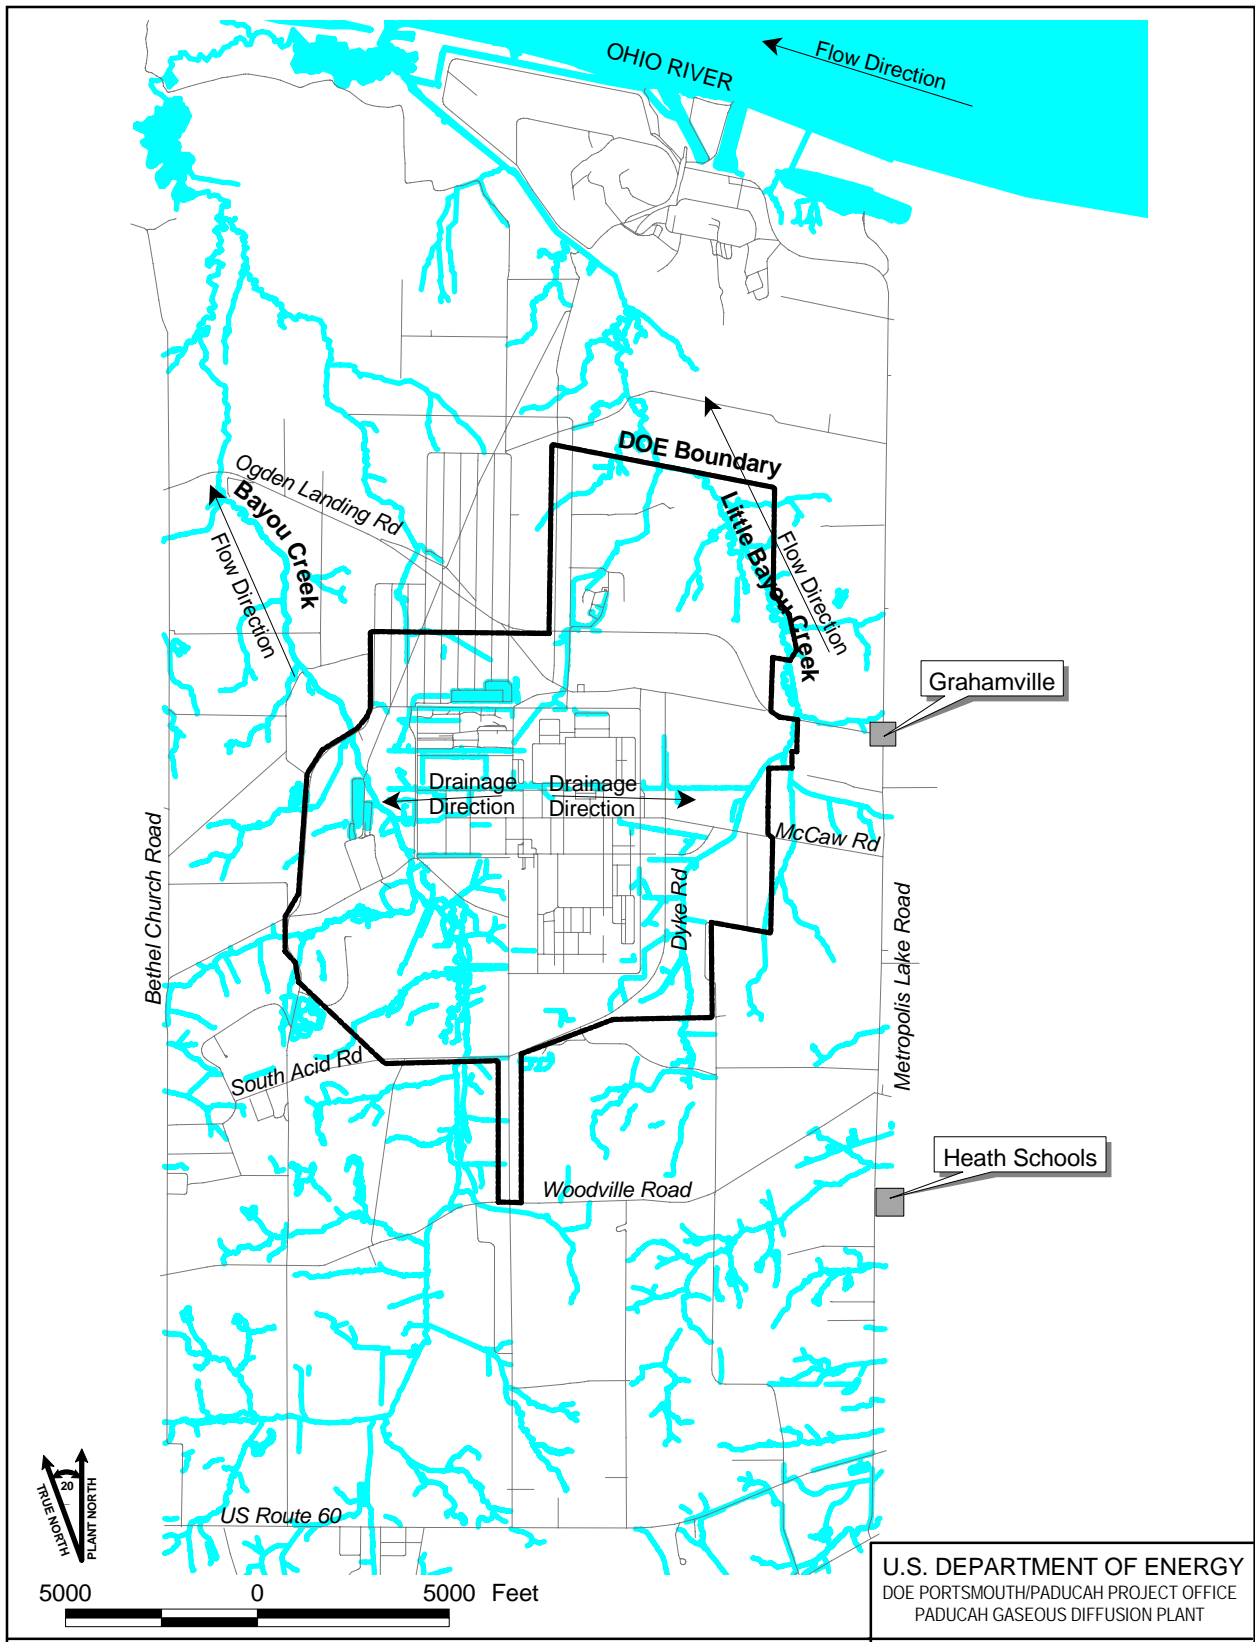 OHIO RIVER
Flow Direction
DOE Boundary
Ogden Landing Rd
Bayou Creek
Flow Direction
Little Bayou Creek
Flow Direction
Grahamville
Drainage
Direction
Drainage
Direction
McCaw Rd
Bethel Church Road
Dyke Rd
Metropolis Lake Road
South Acid Rd
Heath Schools
Woodville Road
US Route 60
20
TRUE NORTH
PLANT NORTH
5000 0 5000 Feet
U.S. DEPARTMENT OF ENERGY
DOE PORTSMOUTH/PADUCAH PROJECT OFFICE
PADUCAH GASEOUS DIFFUSION PLANT